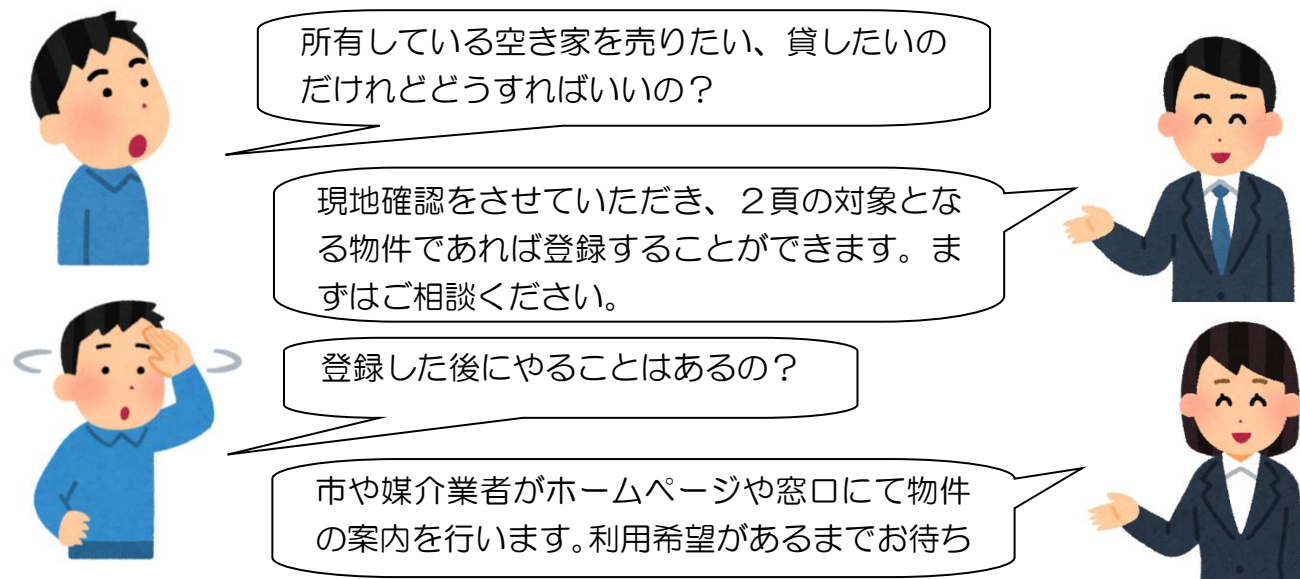 所有している空き家を売りたい、貸したいの
だけれどどうすればいいの?
現地確認をさせていただき、2頁の対象とな
る物件であれば登録することができます。ま
ずはご相談ください。
登録した後にやることはあるの?
市や媒介業者がホームページや窓口にて物件
の案内を行います。利用希望があるまでお待ち